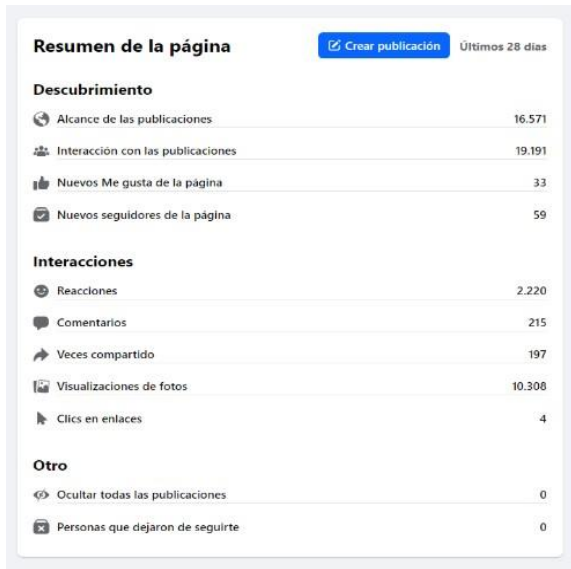 Resumen de la página
Crear publicación
Últimos 28 días
Descubrimiento
Alcance de las publicaciones 16.571
Interacción con las publicaciones 19.191
Nuevos Me gusta de la página 33
Nuevos seguidores de la página 59
Interacciones
Reacciones 2.220
Comentarios 215
Veces compartido 197
Visualizaciones de fotos 10.308
Clics en enlaces 4
Otro
Ocultar todas las publicaciones 0
Personas que dejaron de seguirte 0